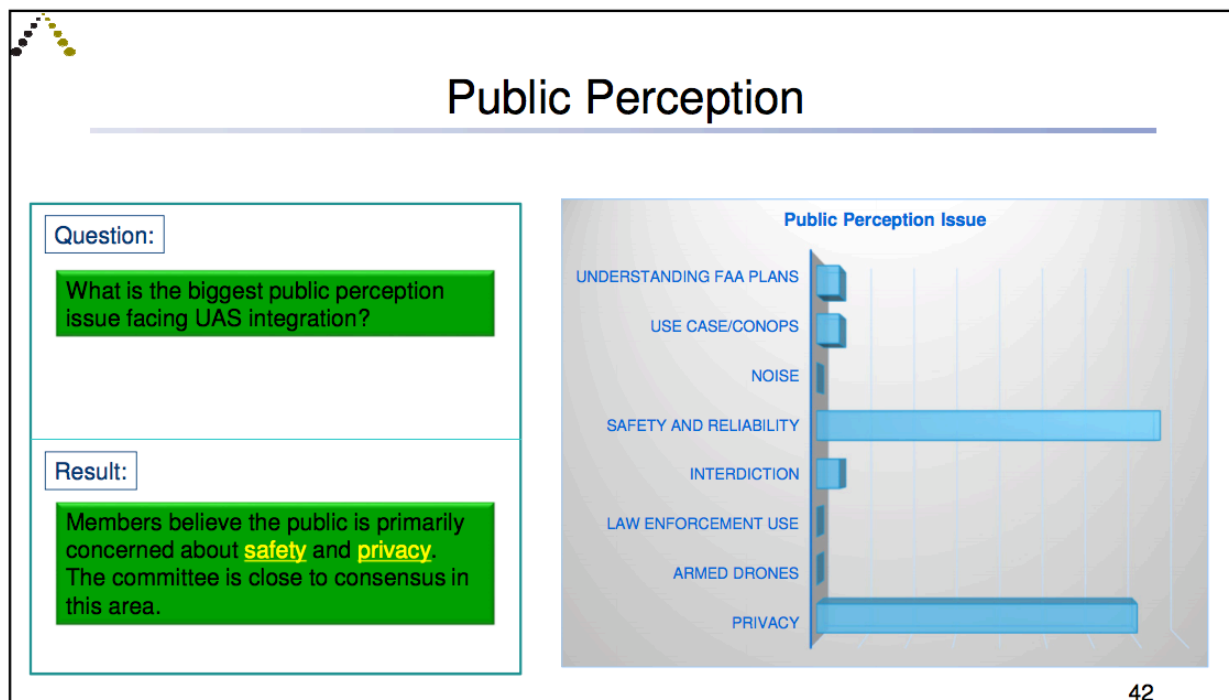 Public Perception
Question:
What is the biggest public perception
issue facing UAS integration?
Result:
Members believe the public is primarily
concerned about safety and privacy.
The committee is close to consensus in
this area.
Public Perception Issue
UNDERSTANDING FAA PLANS
USE CASE/CONOPS
NOISE
SAFETY AND RELIABILITY
INTERDICTION
LAW ENFORCEMENT USE
ARMED DRONES
PRIVACY
42